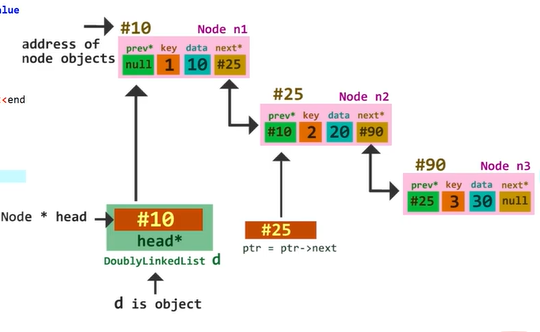 alue
#10
Node n1
address of
node objects
prev* key data next*
null 1 10 #25
<end
#25
Node n2
prev* key data next*
#10 2 20 #90
#90
Node n3
prev* key data next*
#25 3 30 null
Node * head
#10
head*
DoublyLinkedList d
#25
ptr = ptr->next
d is object